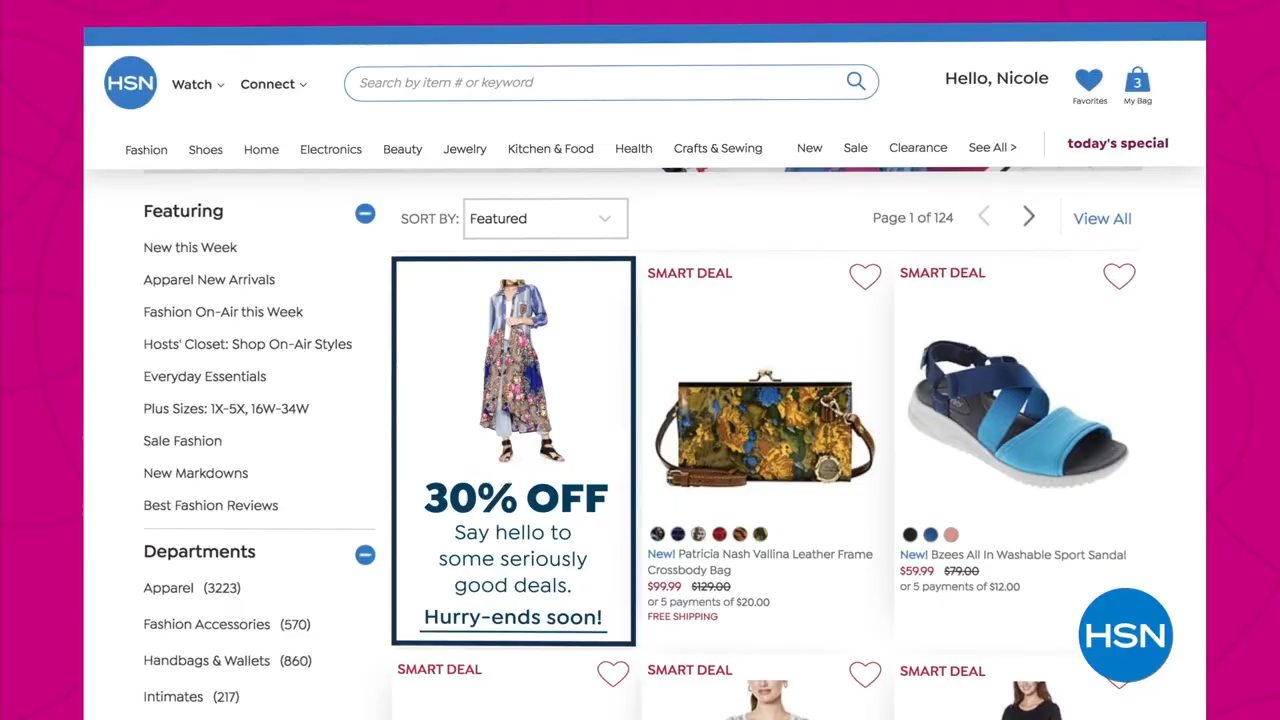 HSN
Watch
Connect
Search by item # or keyword
Hello, Nicole
Favorites
3
My Bag
Fashion
Shoes
Home
Electronics
Beauty
Jewelry
Kitchen & Food
Health
Crafts & Sewing
New
Sale
Clearance
See All >
today's special
Featuring
New this Week
Apparel New Arrivals
Fashion On-Air this Week
Hosts' Closet: Shop On-Air Styles
Everyday Essentials
Plus Sizes: 1X-5X, 16W-34W
Sale Fashion
New Markdowns
Best Fashion Reviews
Departments
Apparel (3223)
Fashion Accessories (570)
Handbags & Wallets (860)
Intimates (217)
SORT BY: Featured
Page 1 of 124
View All
30% OFF
Say hello to
some seriously
good deals.
Hurry-ends soon!
SMART DEAL
New! Patricia Nash Vallina Leather Frame
Crossbody Bag
$99.99 $129.00
or 5 payments of $20.00
FREE SHIPPING
SMART DEAL
New! Bzees All In Washable Sport Sandal
$59.99 $79.00
or 5 payments of $12.00
SMART DEAL
SMART DEAL
SMART DEAL
HSN